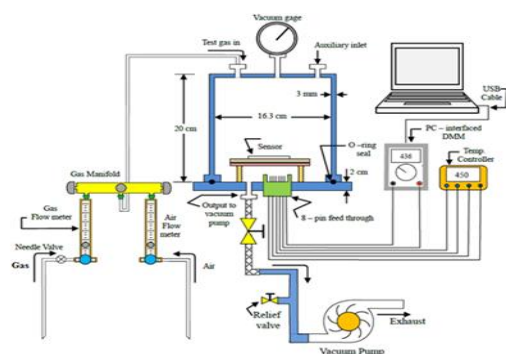 Vacuum gage
Test gas in
Auxiliary inlet
3 mm
16.3 cm
20 cm
USB
Cable
PC – interfaced
DMM
O –ring
seal
Sensor
438
Temp.
Controller
450
2 cm
Gas Manifold
Gas
Flow meter
Air
Flow
meter
Output to
vacuum
pump
8 – pin feed through
Needle Valve
Gas
Air
Relief
valve
Exhaust
Vacuum Pump